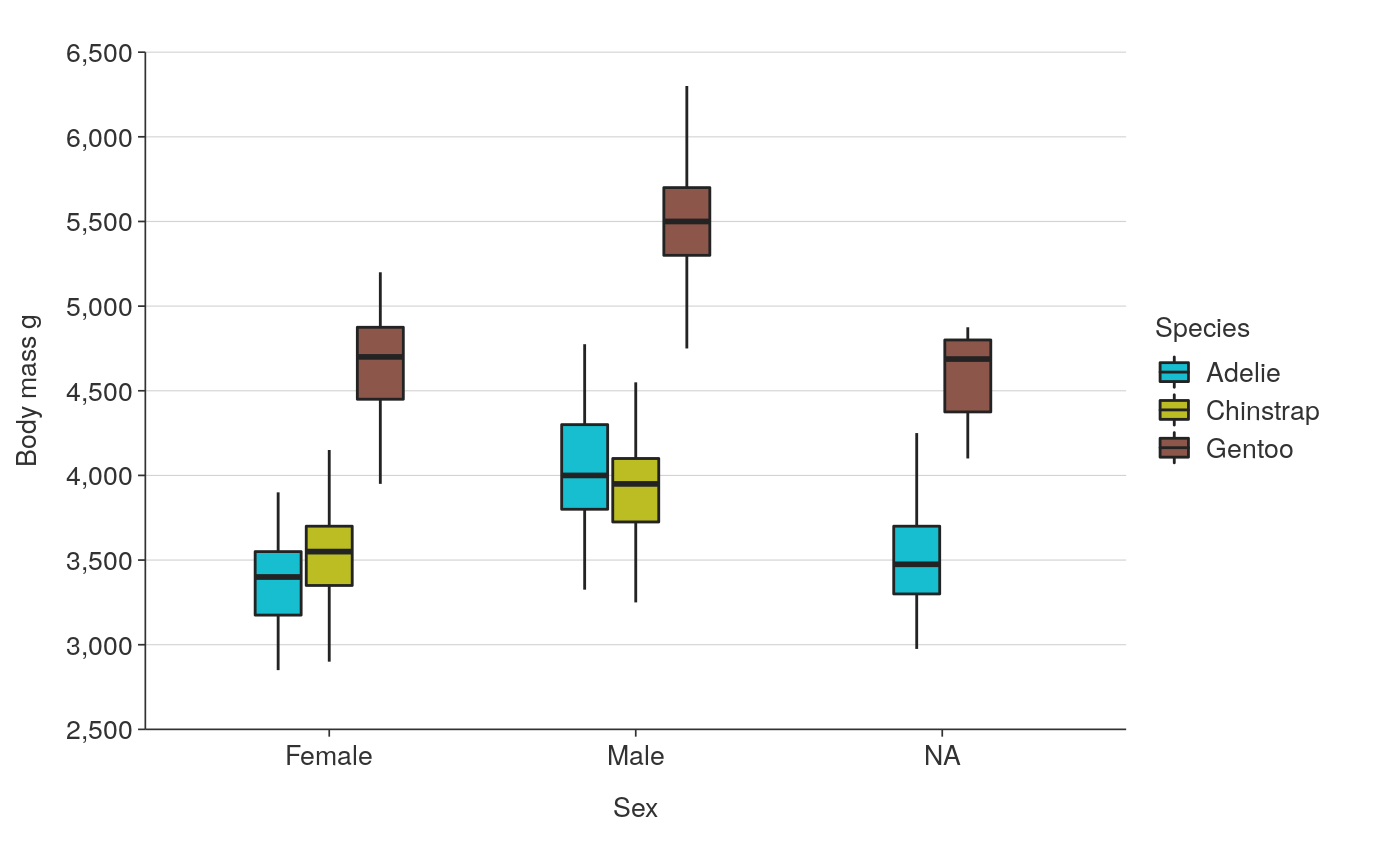 6,500
6,000
5,500
5,000
4,500
4,000
3,500
3,000
2,500
Body mass g
Female Male NA
Sex
Species
Adelie
Chinstrap
Gentoo